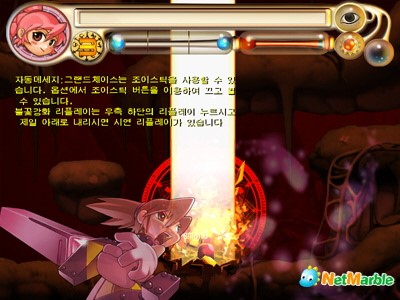 자동메세지:그랜드체이스는 조이스틱을 사용할 수 있
습니다. 옵션에서 조이스틱 버튼을 이용하여 끄고 켤
수 있습니다.
불꽃강화 리플레이는 우측 하단의 리플레이 누르시고
제일 아래로 내리시면 시연 리플레이가 있습니다
NetMarble